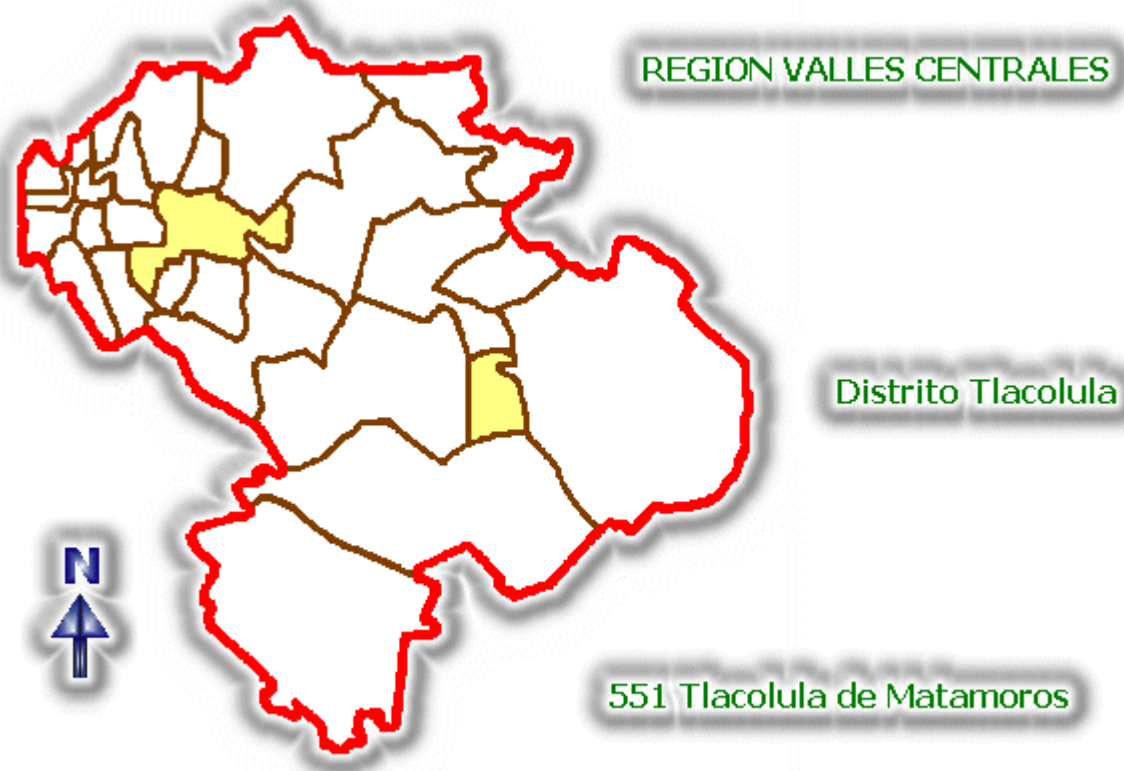 REGION VALLES CENTRALES
Distrito Tlacolula
N
551 Tlacolula de Matamoros